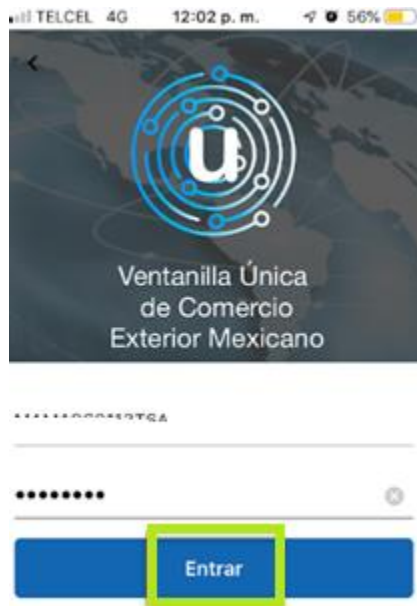 TELCEL 4G 12:02 p. m. 56%
u
Ventanilla Única
de Comercio
Exterior Mexicano
Entrar